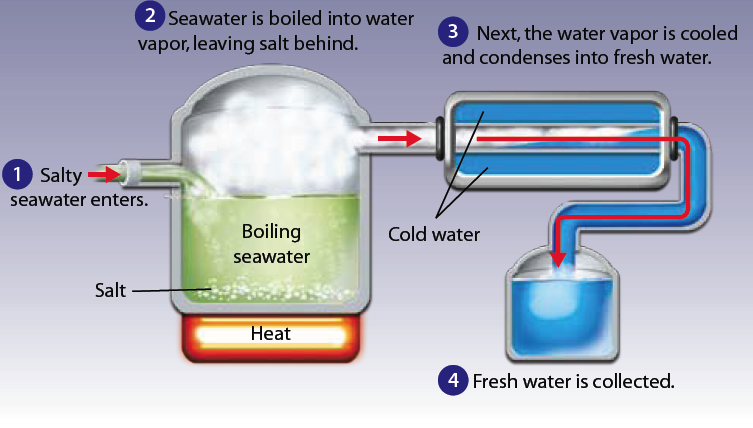 1 Salty
seawater enters.
2 Seawater is boiled into water
vapor, leaving salt behind.
3 Next, the water vapor is cooled
and condenses into fresh water.
Boiling
seawater
Salt
Heat
Cold water
4 Fresh water is collected.